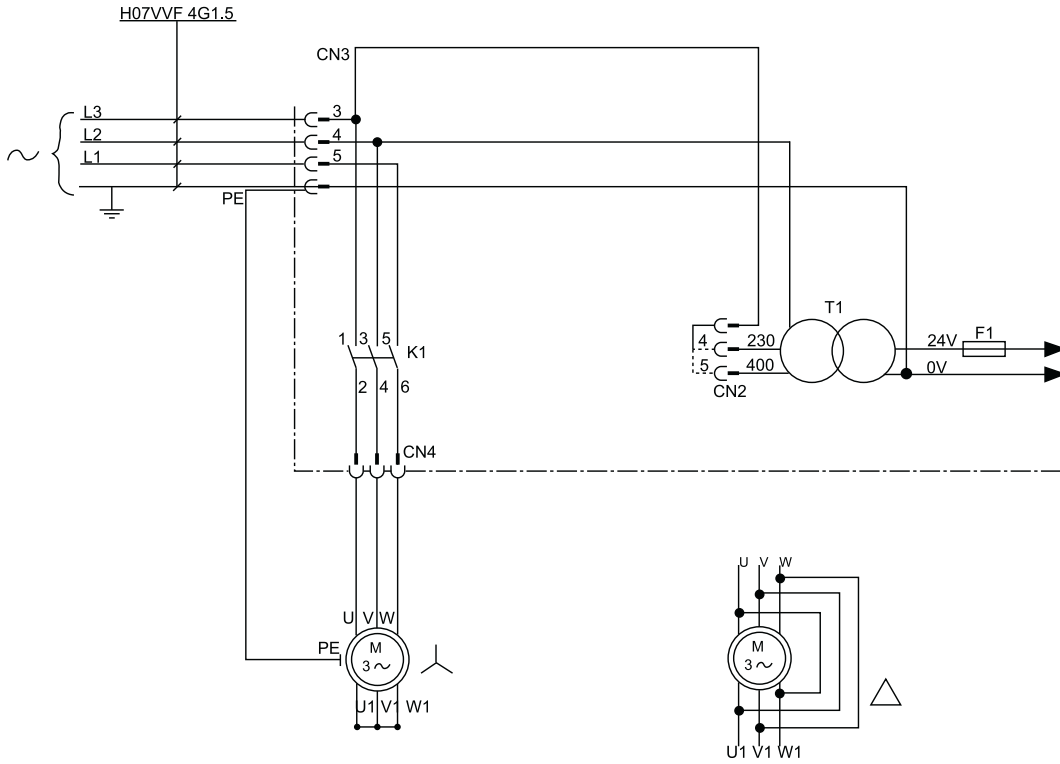 H07VVF 4G1.5
CN3
L3 3
L2 4
L1 5
PE
T1
1 3 5 K1
4 230 24V F1
5 400 0V
2 4 6 CN2
CN4
U V W
U V W
PE M
3
M
3
U1 V1 W1
U1 V1 W1